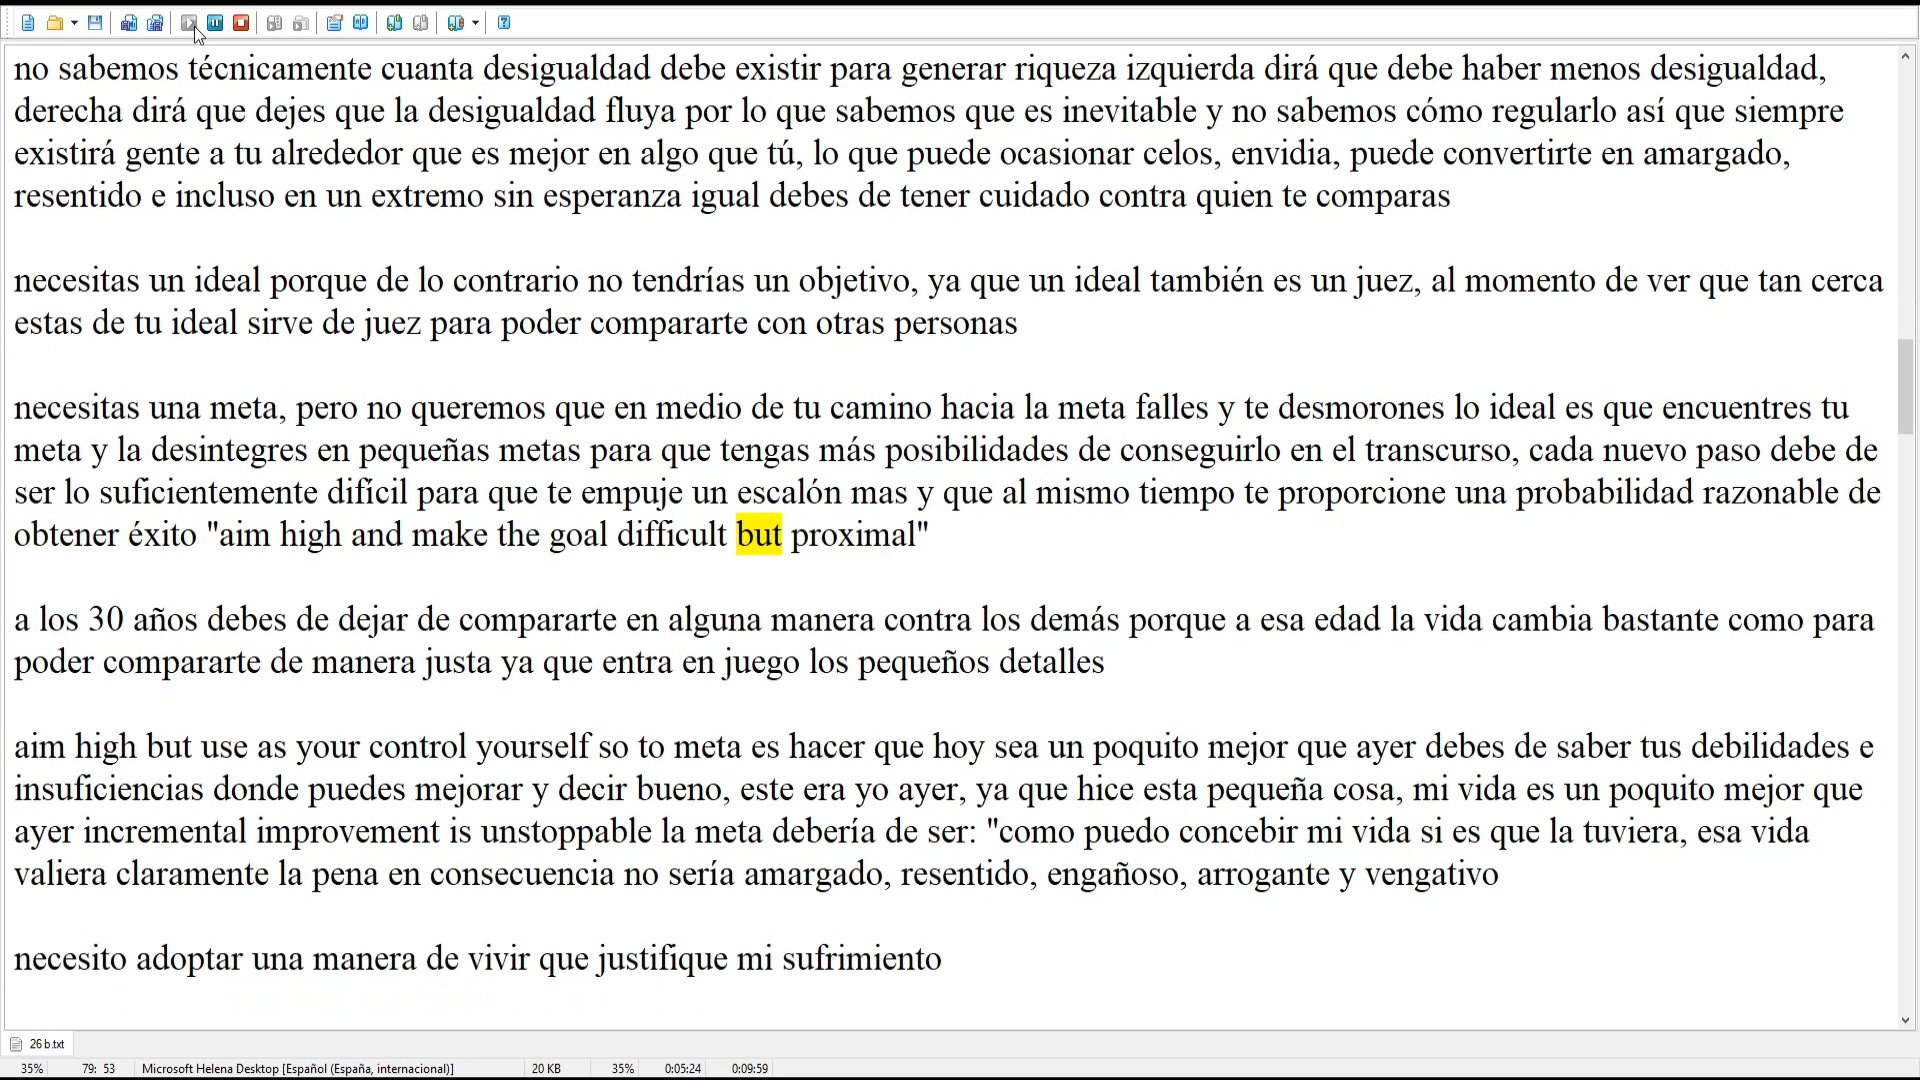 no sabemos técnicamente cuanta desigualdad debe existir para generar riqueza izquierda dirá que debe haber menos desigualdad,
derecha dirá que dejes que la desigualdad fluya por lo que sabemos que es inevitable y no sabemos cómo regularlo así que siempre
existirá gente a tu alrededor que es mejor en algo que tú, lo que puede ocasionar celos, envidia, puede convertirte en amargado,
resentido e incluso en un extremo sin esperanza igual debes de tener cuidado contra quien te comparas
necesitas un ideal porque de lo contrario no tendrías un objetivo, ya que un ideal también es un juez, al momento de ver que tan cerca
estas de tu ideal sirve de juez para poder compararte con otras personas
necesitas una meta, pero no queremos que en medio de tu camino hacia la meta falles y te desmorones lo ideal es que encuentres tu
meta y la desintegres en pequeñas metas para que tengas más posibilidades de conseguirlo en el transcurso, cada nuevo paso debe de
ser lo suficientemente difícil para que te empuje un escalón mas y que al mismo tiempo te proporcione una probabilidad razonable de
obtener éxito "aim high and make the goal difficult but proximal"
a los 30 años debes de dejar de compararte en alguna manera contra los demás porque a esa edad la vida cambia bastante como para
poder compararte de manera justa ya que entra en juego los pequeños detalles
aim high but use as your control yourself so to meta es hacer que hoy sea un poquito mejor que ayer debes de saber tus debilidades e
insuficiencias donde puedes mejorar y decir bueno, este era yo ayer, ya que hice esta pequeña cosa, mi vida es un poquito mejor que
ayer incremental improvement is unstoppable la meta debería de ser: "como puedo concebir mi vida si es que la tuviera, esa vida
valiera claramente la pena en consecuencia no sería amargado, resentido, engañoso, arrogante y vengativo
necesito adoptar una manera de vivir que justifique mi sufrimiento
26 b.txt
35% 79: 53 Microsoft Helena Desktop [Español (España, internacional)] 20 KB 35% 0:05:24 0:09:59